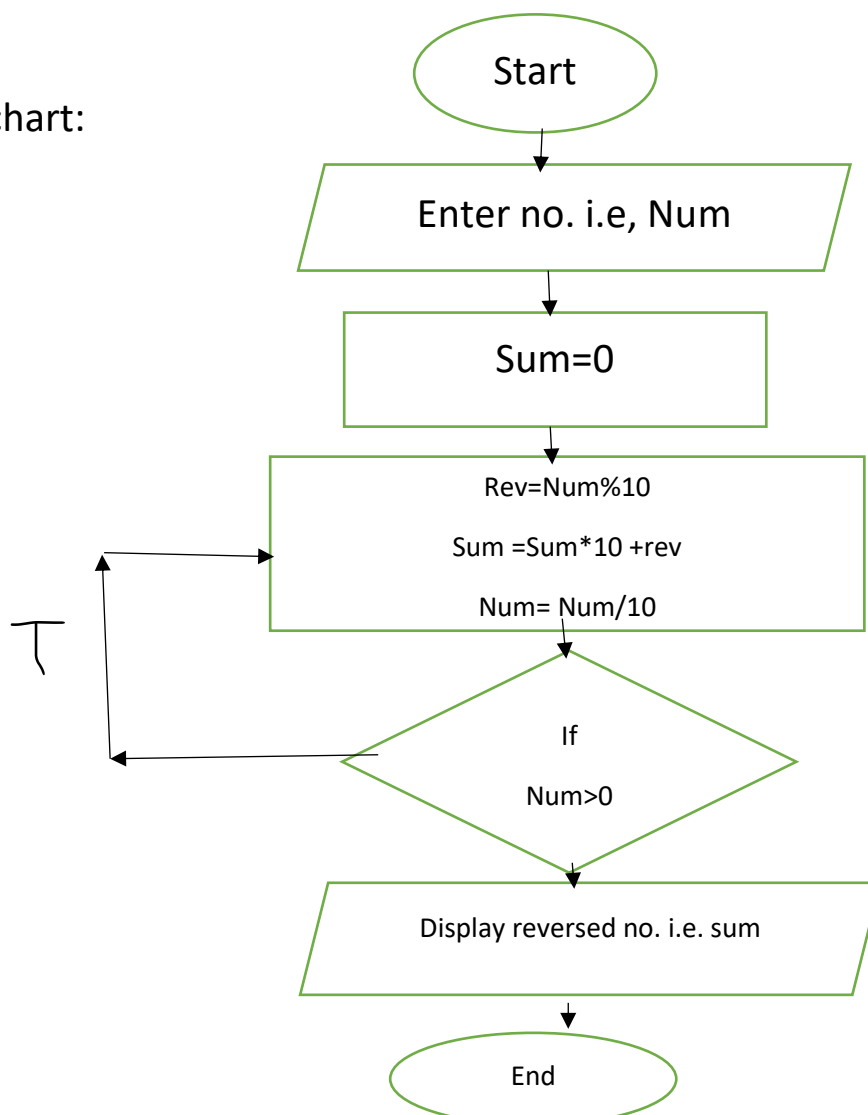 Start
chart:
Enter no. i.e, Num
Sum=0
Rev=Num%10
Sum =Sum*10 +rev
Num= Num/10
T
If
Num>0
Display reversed no. i.e. sum
End